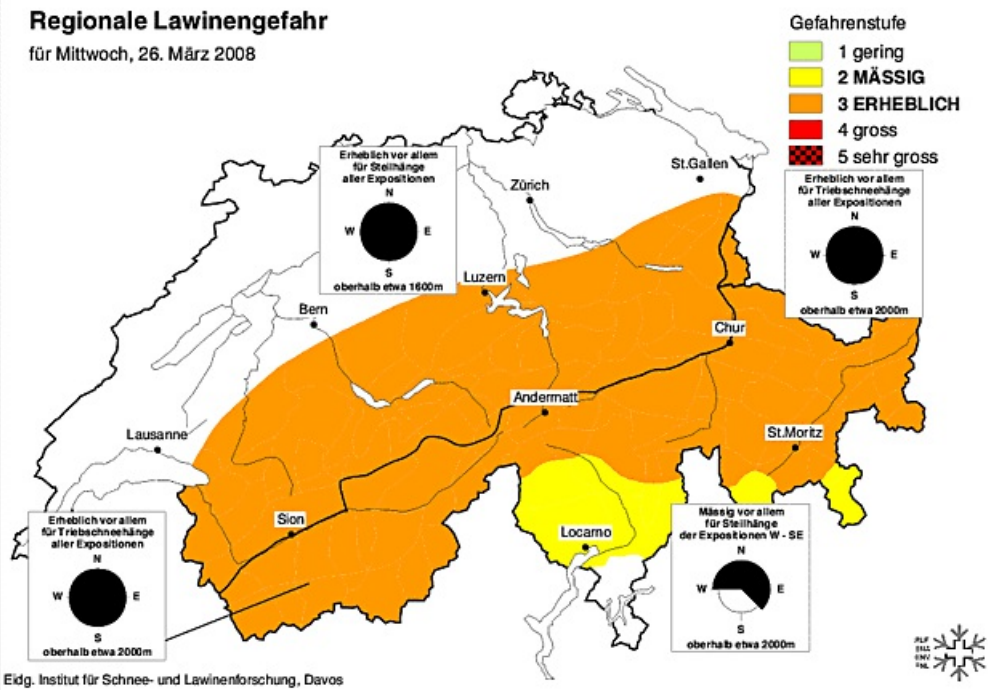 Regionale Lawinengefahr
für Mittwoch, 26. März 2008
Gefahrenstufe
1 gering
2 MÄSSIG
3 ERHEBLICH
4 gross
5 sehr gross
Erheblich vor allem
für Steilhänge
aller Expositionen
N
W E
S
oberhalb etwa 1600m
Erheblich vor allem
für Triebschneehänge
aller Expositionen
N
W E
S
oberhalb etwa 2000m
St.Gallen
Zürich
Luzern
Bern
Chur
Andermatt
Lausanne
St.Moritz
Sion
Locarno
Erheblich vor allem
für Triebschneehänge
aller Expositionen
N
W E
S
oberhalb etwa 2000m
Mässig vor allem
für Steilhänge
der Expositionen W - SE
N
W E
S
oberhalb etwa 2000m
Eidg. Institut für Schnee- und Lawinenforschung, Davos